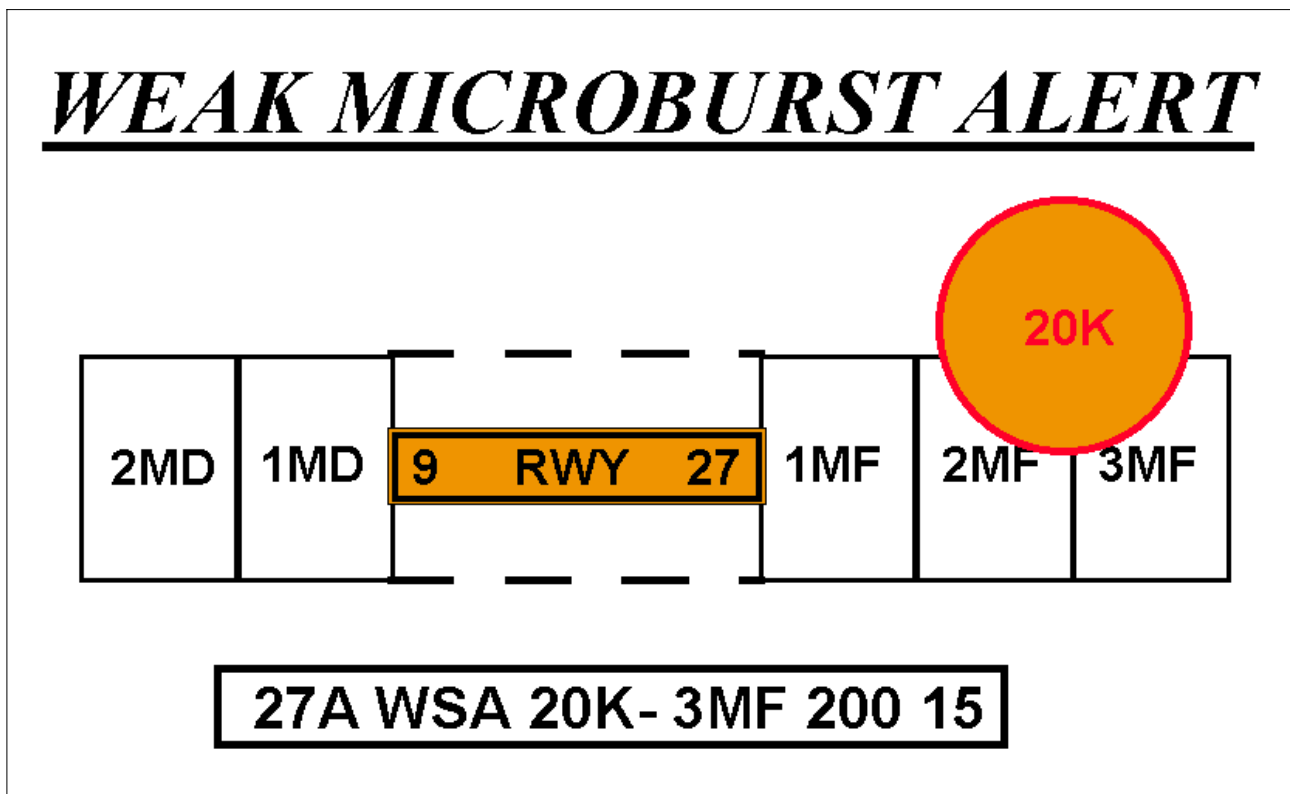 WEAK MICROBURST ALERT
20K
2MD 1MD 9 RWY 27 1MF 2MF 3MF
27A WSA 20K- 3MF 200 15